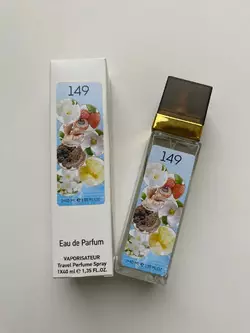 149
Eau de Parfum
VAPORISATEUR
Travel Perfume Spray
1X40 ml e 1,35 FL.OZ.
149